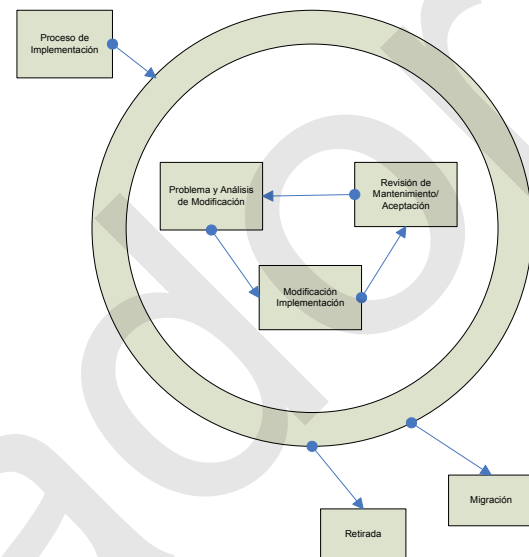 Proceso de
Implementación
Problema y Análisis
de Modificación
Revisión de
Mantenimiento/
Aceptación
Modificación
Implementación
Migración
Retirada